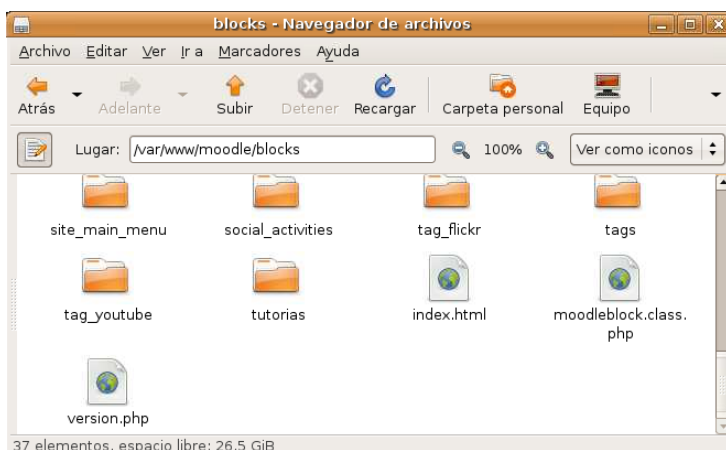 blocks - Navegador de archivos
Archivo Editar Ver Ir a Marcadores Ayuda
Atrás Adelante Subir Detener Recargar Carpeta personal Equipo
Lugar: /var/www/moodle/blocks 100% Ver como iconos
site_main_menu social_activities tag_flickr tags
tag_youtube tutorias index.html moodleblock.class.
php
version.php
37 elementos, espacio libre: 26,5 GiB